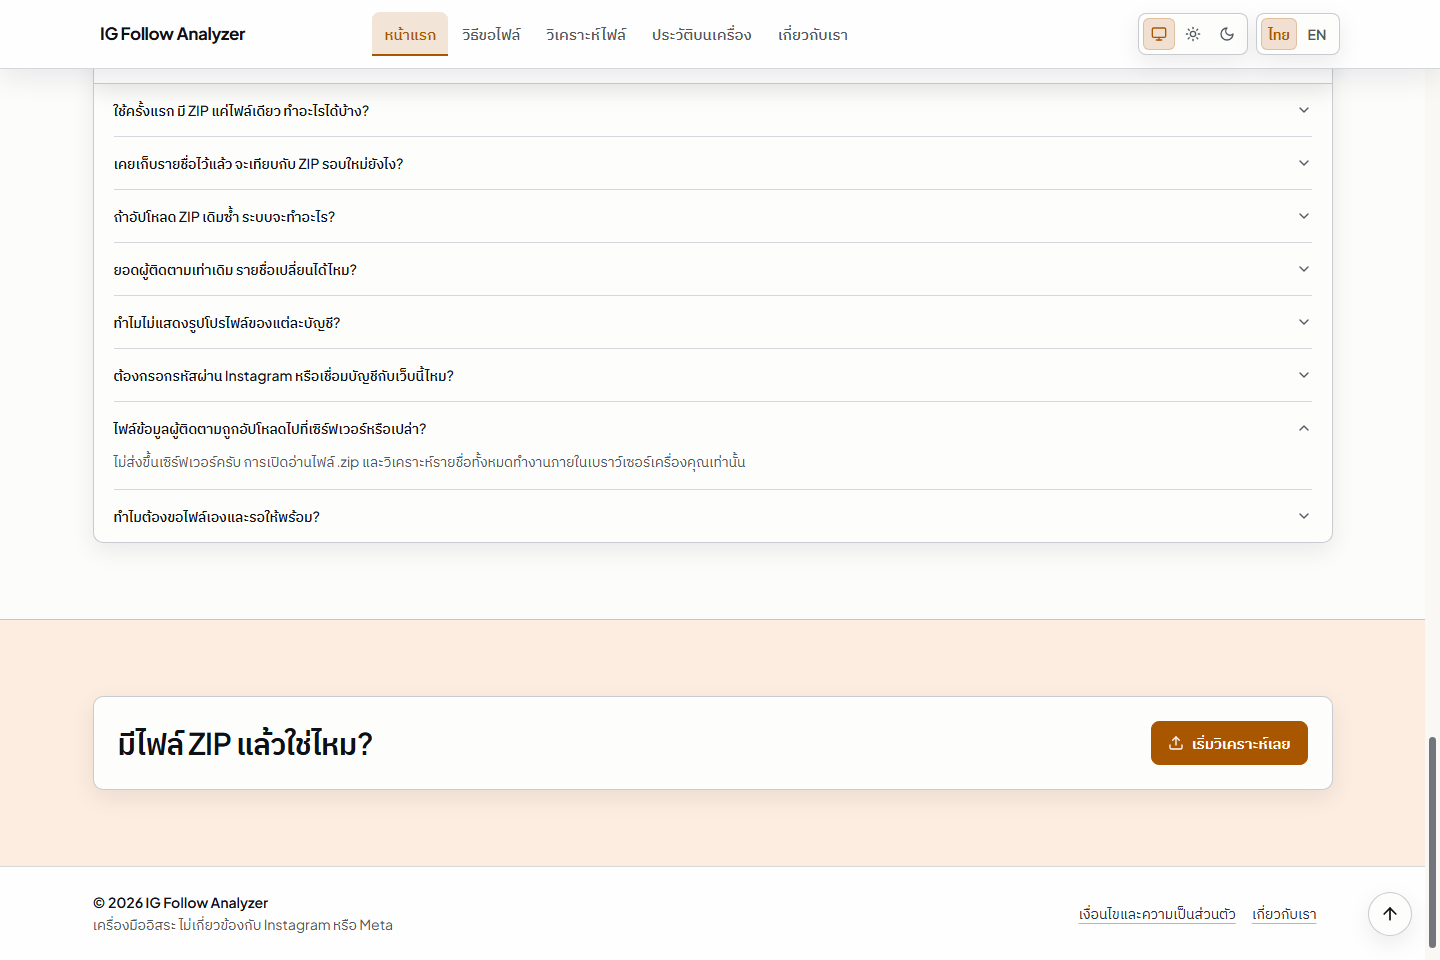 IG Follow Analyzer
หน้าแรก
วิธีขอไฟล์
วิเคราะห์ไฟล์
ประวัติบนเครื่อง
เกี่ยวกับเรา
ไทย
EN
ใช้ครั้งแรก มี ZIP แค่ไฟล์เดียว ทำอะไรได้บ้าง?
เคยเก็บรายชื่อไว้แล้ว จะเทียบกับ ZIP รอบใหม่ยังไง?
ถ้าอัปโหลด ZIP เดิมซ้ำ ระบบจะทำอะไร?
ยอดผู้ติดตามเท่าเดิม รายชื่อเปลี่ยนได้ไหม?
ทำไมไม่แสดงรูปโปรไฟล์ของแต่ละบัญชี?
ต้องกรอกรหัสผ่าน Instagram หรือเชื่อมบัญชีกับเว็บนี้ไหม?
ไฟล์ข้อมูลผู้ติดตามถูกอัปโหลดไปที่เซิร์ฟเวอร์หรือเปล่า?
ไม่ส่งขึ้นเซิร์ฟเวอร์ครับ การเปิดอ่านไฟล์ .zip และวิเคราะห์รายชื่อทั้งหมดทำงานภายในเบราว์เซอร์เครื่องคุณเท่านั้น
ทำไมต้องขอไฟล์เองและรอให้พร้อม?
มีไฟล์ ZIP แล้วใช่ไหม?
เริ่มวิเคราะห์เลย
© 2026 IG Follow Analyzer
เครื่องมืออิสระ ไม่เกี่ยวข้องกับ Instagram หรือ Meta
เงื่อนไขและความเป็นส่วนตัว
เกี่ยวกับเรา